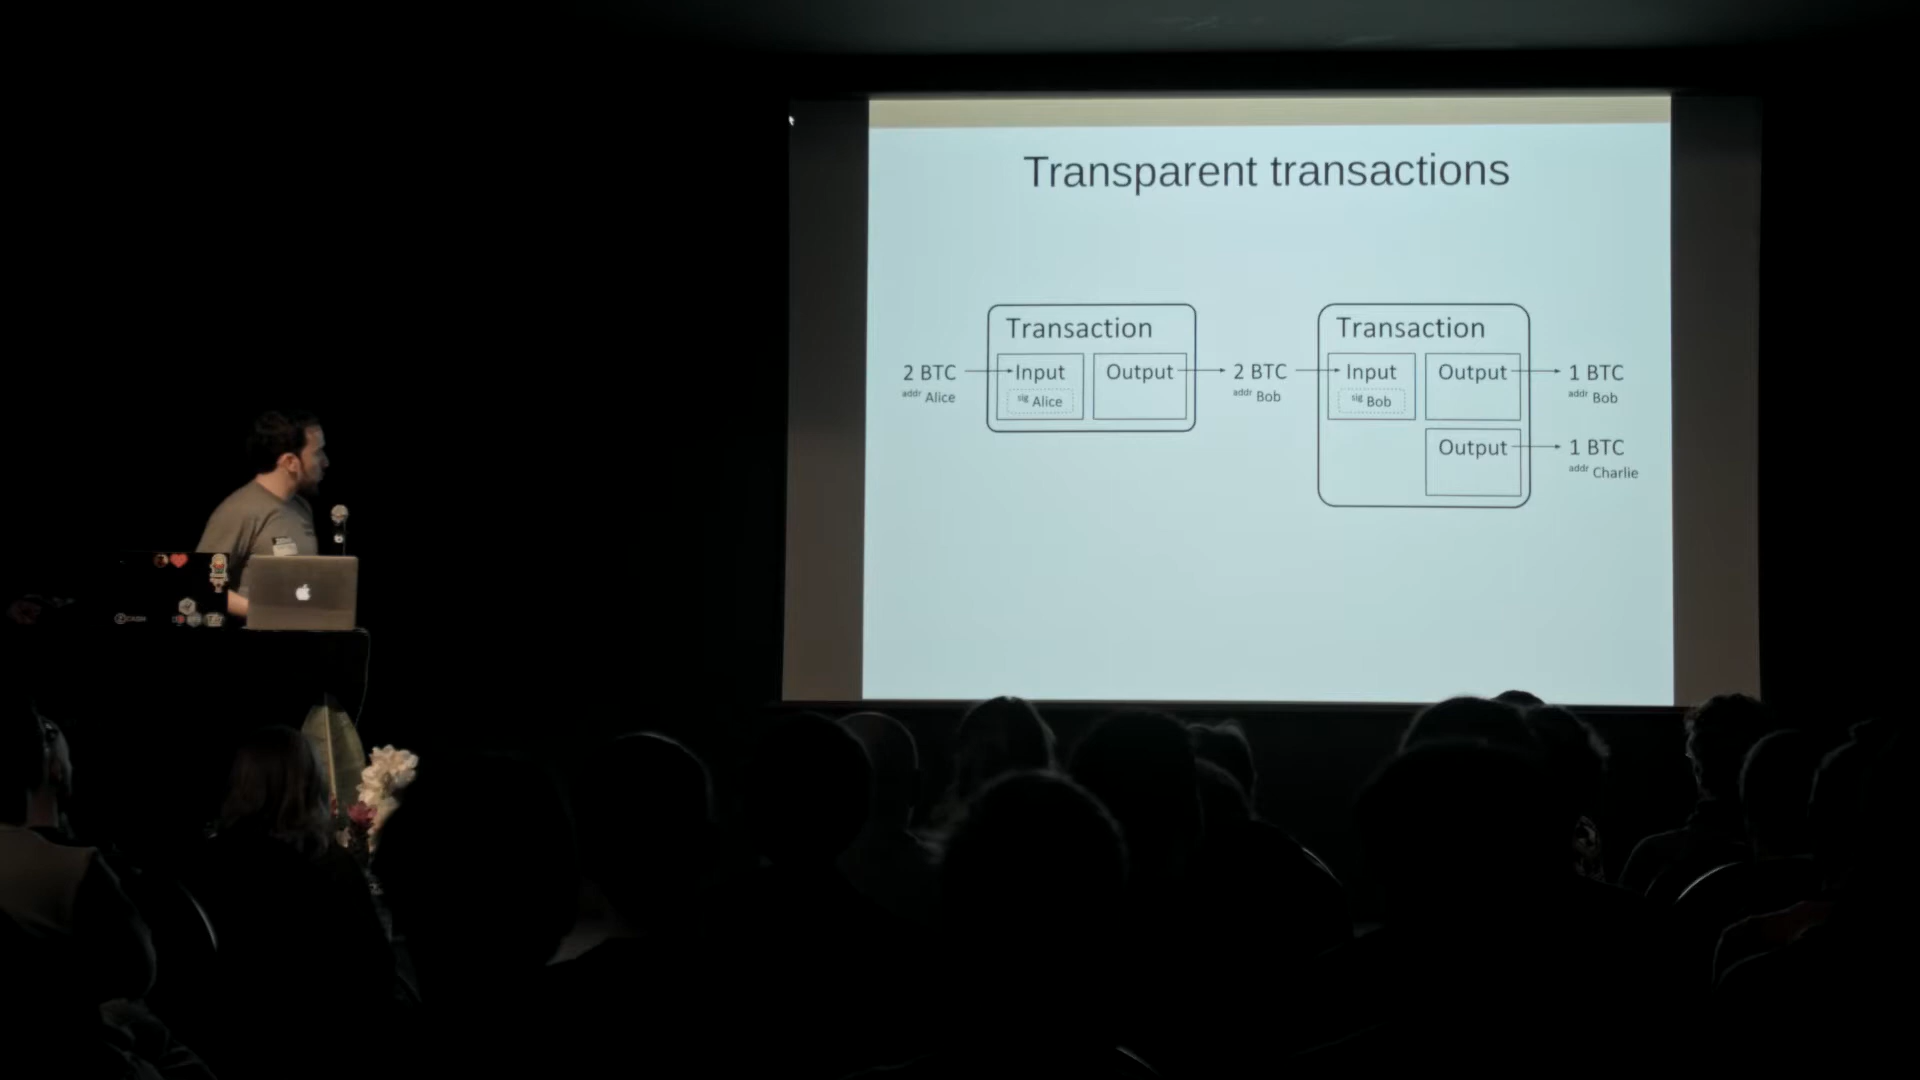 Transparent transactions
Transaction
2 BTC
addr Alice
Input
sig Alice
Output
2 BTC
addr Bob
Transaction
Input
sig Bob
Output
1 BTC
addr Bob
Output
1 BTC
addr Charlie
CASH